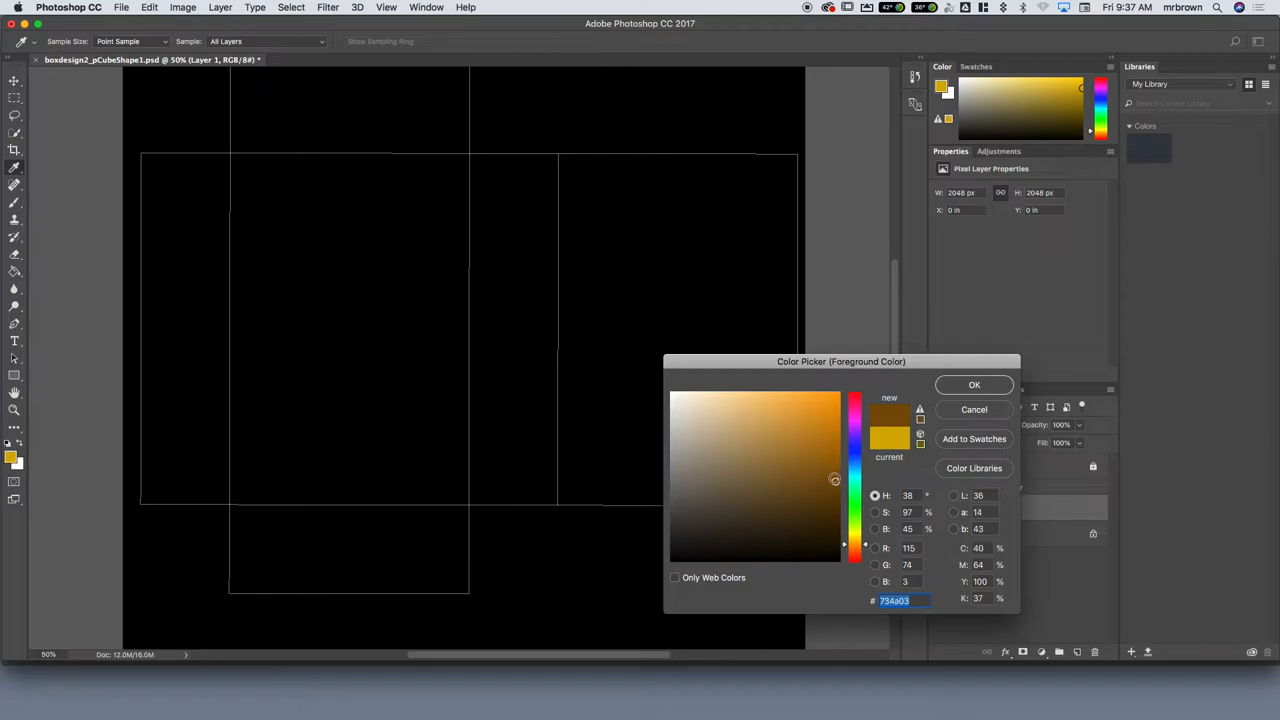 Photoshop CC File Edit Image Layer Type Select Filter 3D View Window Help 42° 36° Fri 9:37 AM mrbrown
Adobe Photoshop CC 2017
Sample Size: Point Sample Sample: All Layers Show Sampling Ring
× boxdesign2_pCubeShape1.psd @ 50% (Layer 1, RGB/8#) *
Color Swatches
Libraries
My Library
Search Current Library
Colors
Properties Adjustments
Pixel Layer Properties
W: 2048 px H: 2048 px
X: 0 in Y: 0 in
Color Picker (Foreground Color)
new
current
OK
Cancel
Add to Swatches
Color Libraries
H: 38 °
S: 97 %
B: 45 %
R: 115
G: 74
B: 3
# 734a03
L: 36
a: 14
b: 43
C: 40 %
M: 64 %
Y: 100 %
K: 37 %
Only Web Colors
Opacity: 100%
Fill: 100%
50% Doc: 12.0M/16.0M